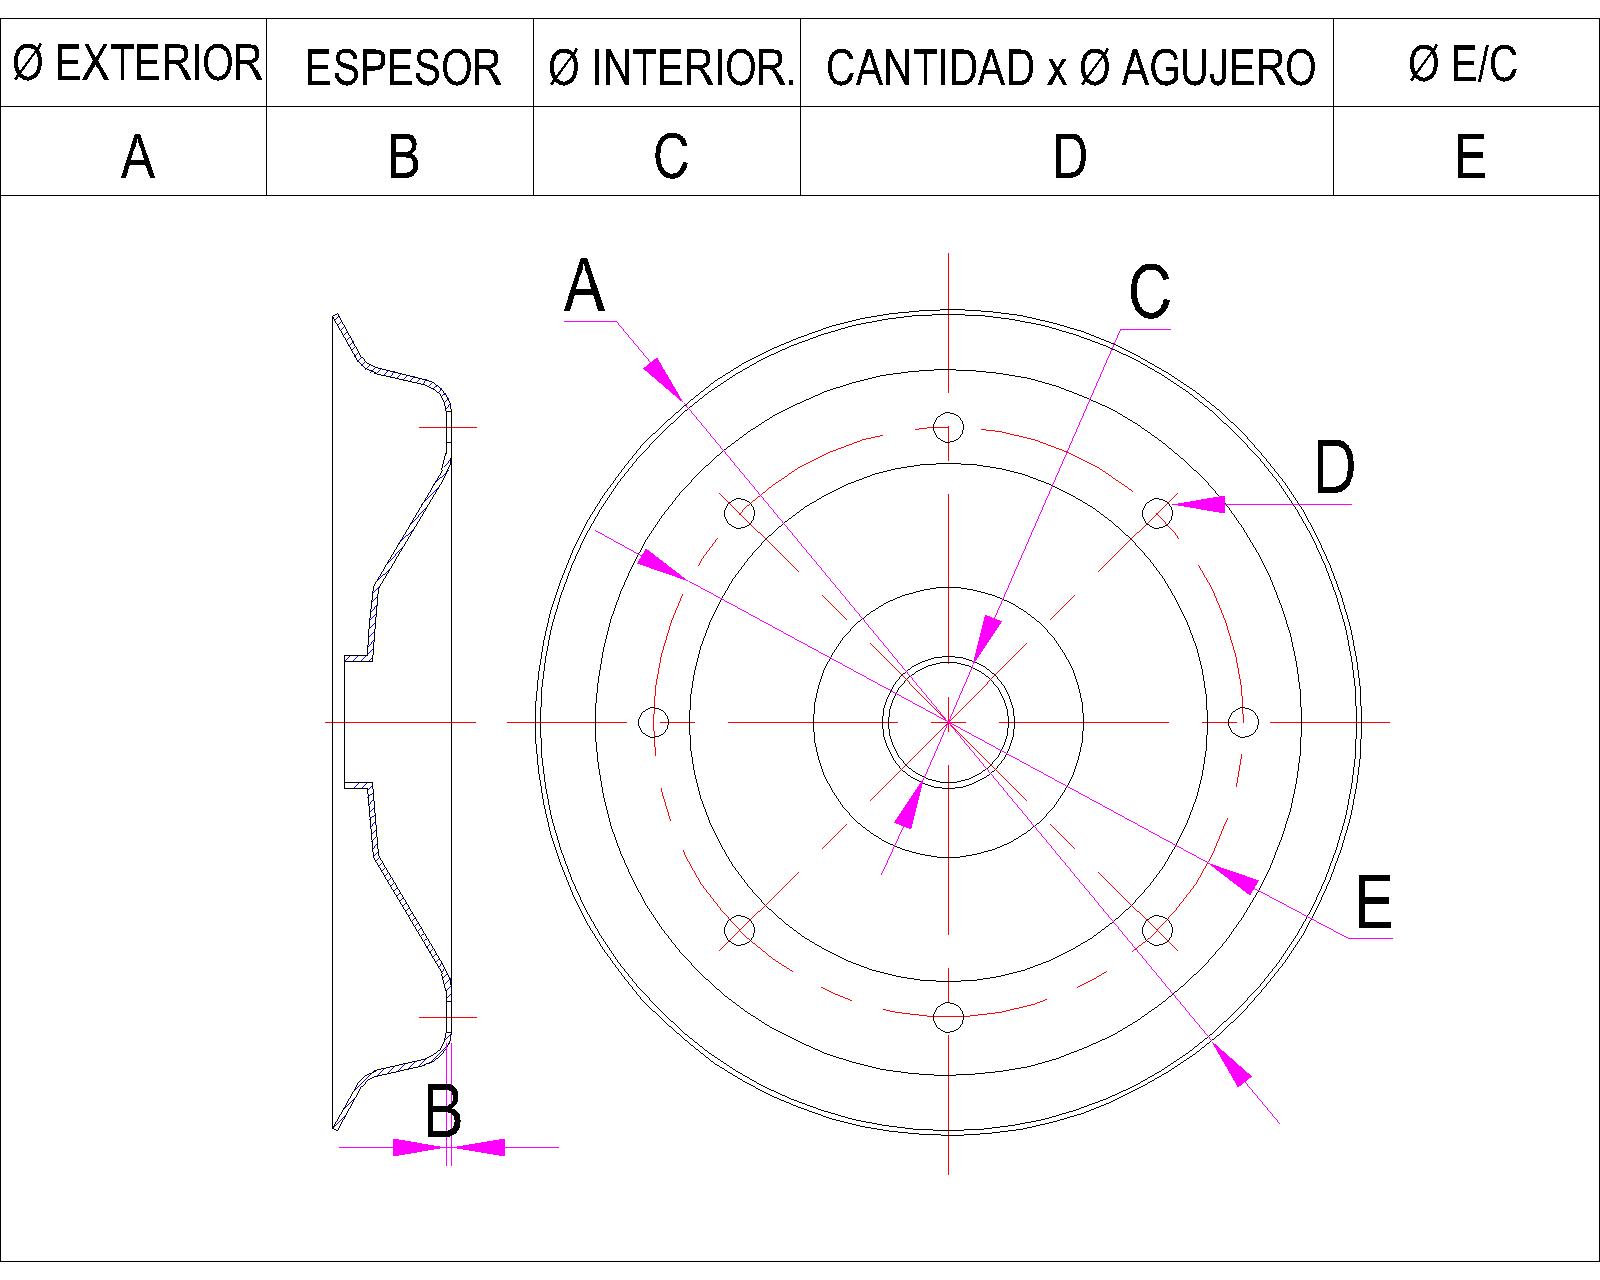 Ø EXTERIOR ESPESOR Ø INTERIOR. CANTIDAD x Ø AGUJERO Ø E/C
A B C D E
A C
D
E
B